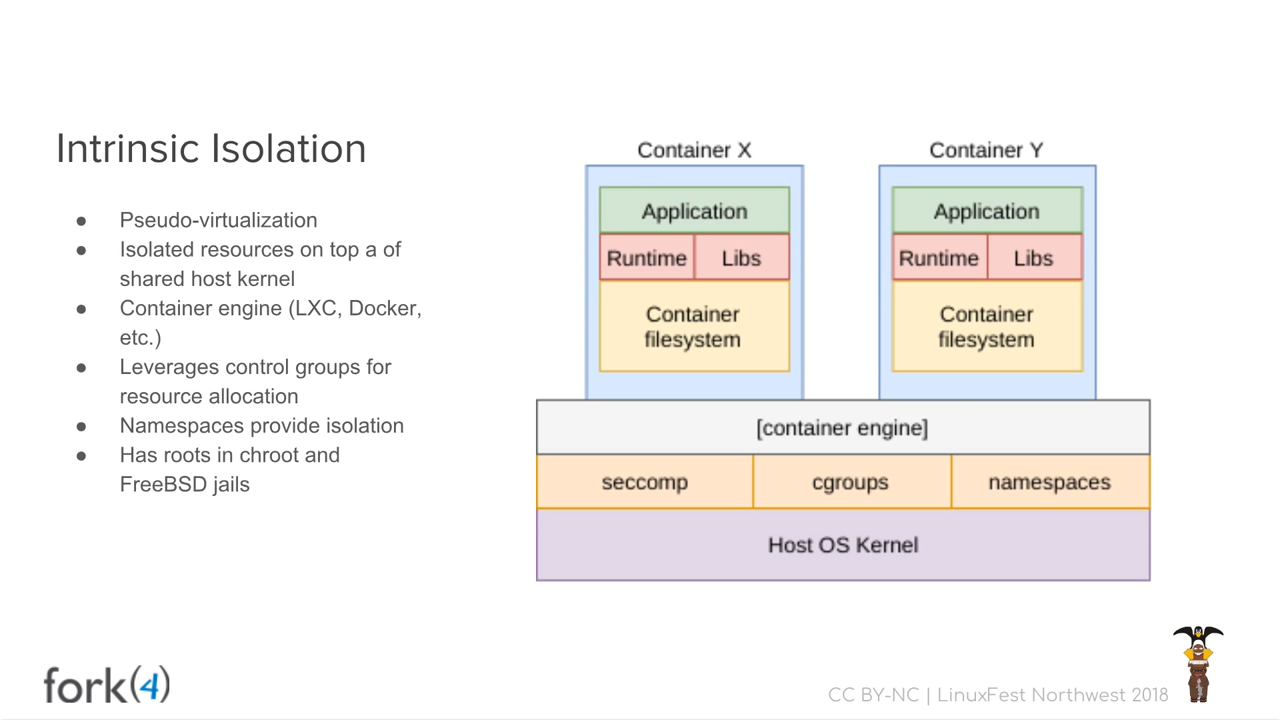 Intrinsic Isolation
● Pseudo-virtualization
● Isolated resources on top a of
shared host kernel
● Container engine (LXC, Docker,
etc.)
● Leverages control groups for
resource allocation
● Namespaces provide isolation
● Has roots in chroot and
FreeBSD jails
Container X
Application
Runtime
Libs
Container
filesystem
Container Y
Application
Runtime
Libs
Container
filesystem
[container engine]
seccomp
cgroups
namespaces
Host OS Kernel
fork(4)
CC BY-NC | LinuxFest Northwest 2018